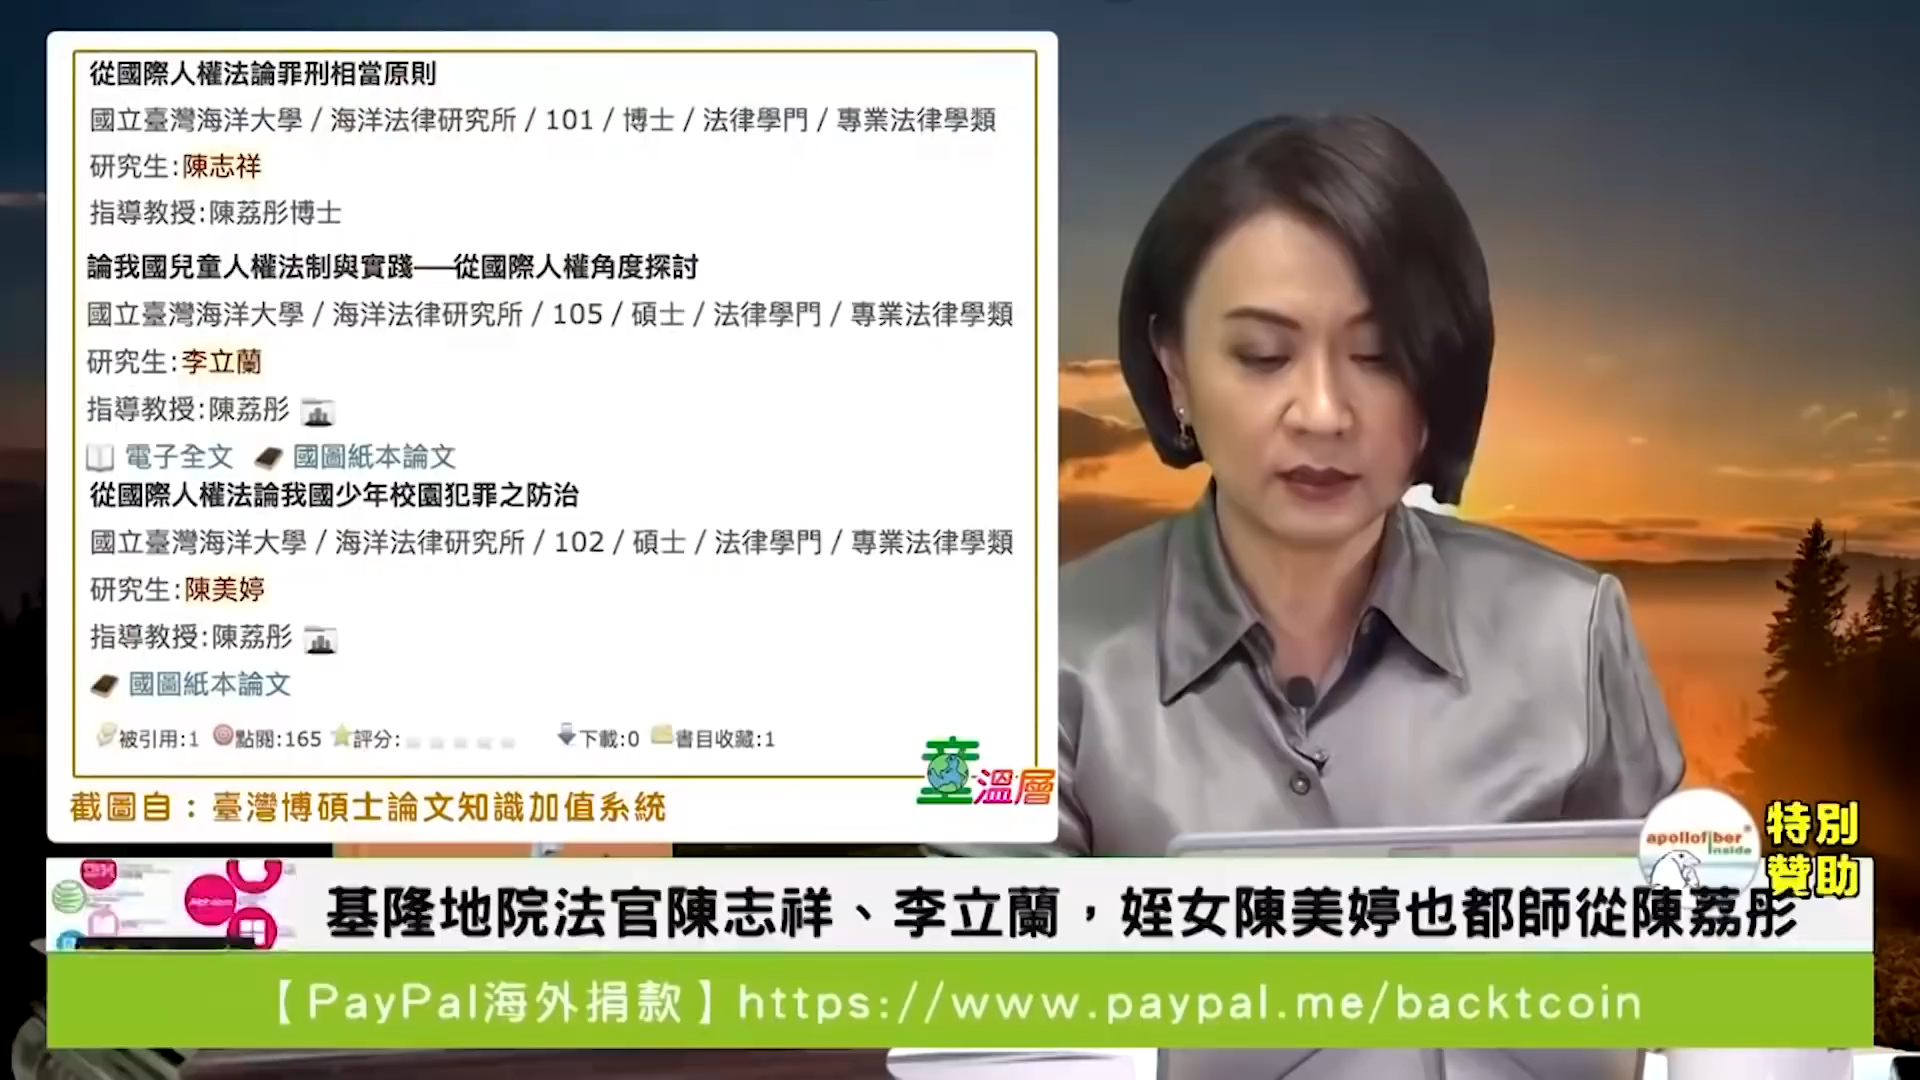 從國際人權法論罪刑相當原則
國立臺灣海洋大學 / 海洋法律研究所 / 101 / 博士 / 法律學門 / 專業法律學類
研究生:陳志祥
指導教授:陳荔彤博士
論我國兒童人權法制與實踐──從國際人權角度探討
國立臺灣海洋大學 / 海洋法律研究所 / 105 / 碩士 / 法律學門 / 專業法律學類
研究生:李立蘭
指導教授:陳荔彤
電子全文 國圖紙本論文
從國際人權法論我國少年校園犯罪之防治
國立臺灣海洋大學 / 海洋法律研究所 / 102 / 碩士 / 法律學門 / 專業法律學類
研究生:陳美婷
指導教授:陳荔彤
國圖紙本論文
被引用:1 點閱:165 評分: 下載:0 書目收藏:1
童溫層
截圖自：臺灣博碩士論文知識加值系統
apollofiber®
inside
特別
贊助
基隆地院法官陳志祥、李立蘭，姪女陳美婷也都師從陳荔彤
【PayPal海外捐款】https://www.paypal.me/backtcoin